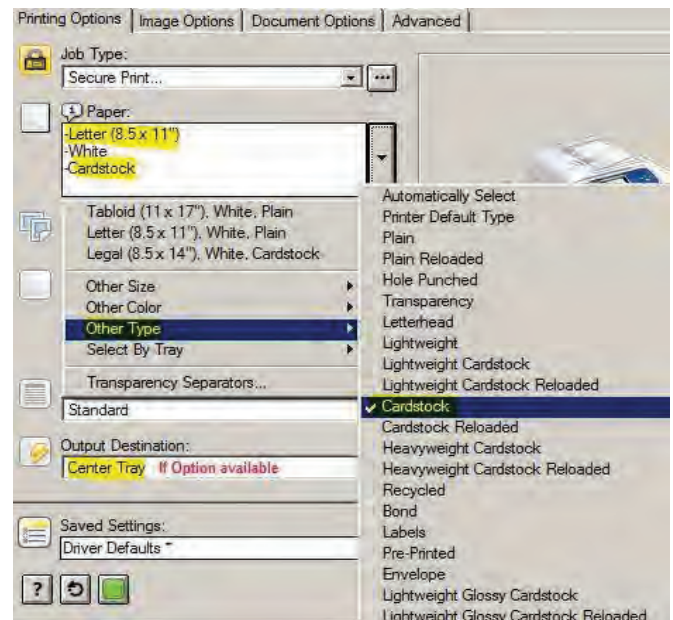 Printing Options
Image Options
Document Options
Advanced
Job Type:
Secure Print...
Paper:
-Letter (8.5 x 11")
-White
-Cardstock
Tabloid (11 x 17"), White, Plain
Letter (8.5 x 11"), White, Plain
Legal (8.5 x 14"), White, Cardstock
Other Size
Other Color
Other Type
Select By Tray
Transparency Separators...
Standard
Output Destination:
Center Tray If Option available
Saved Settings:
Driver Defaults *
?
Automatically Select
Printer Default Type
Plain
Plain Reloaded
Hole Punched
Transparency
Letterhead
Lightweight
Lightweight Cardstock
Lightweight Cardstock Reloaded
Cardstock
Cardstock Reloaded
Heavyweight Cardstock
Heavyweight Cardstock Reloaded
Recycled
Bond
Labels
Pre-Printed
Envelope
Lightweight Glossy Cardstock
Lightweight Glossy Cardstock Reloaded